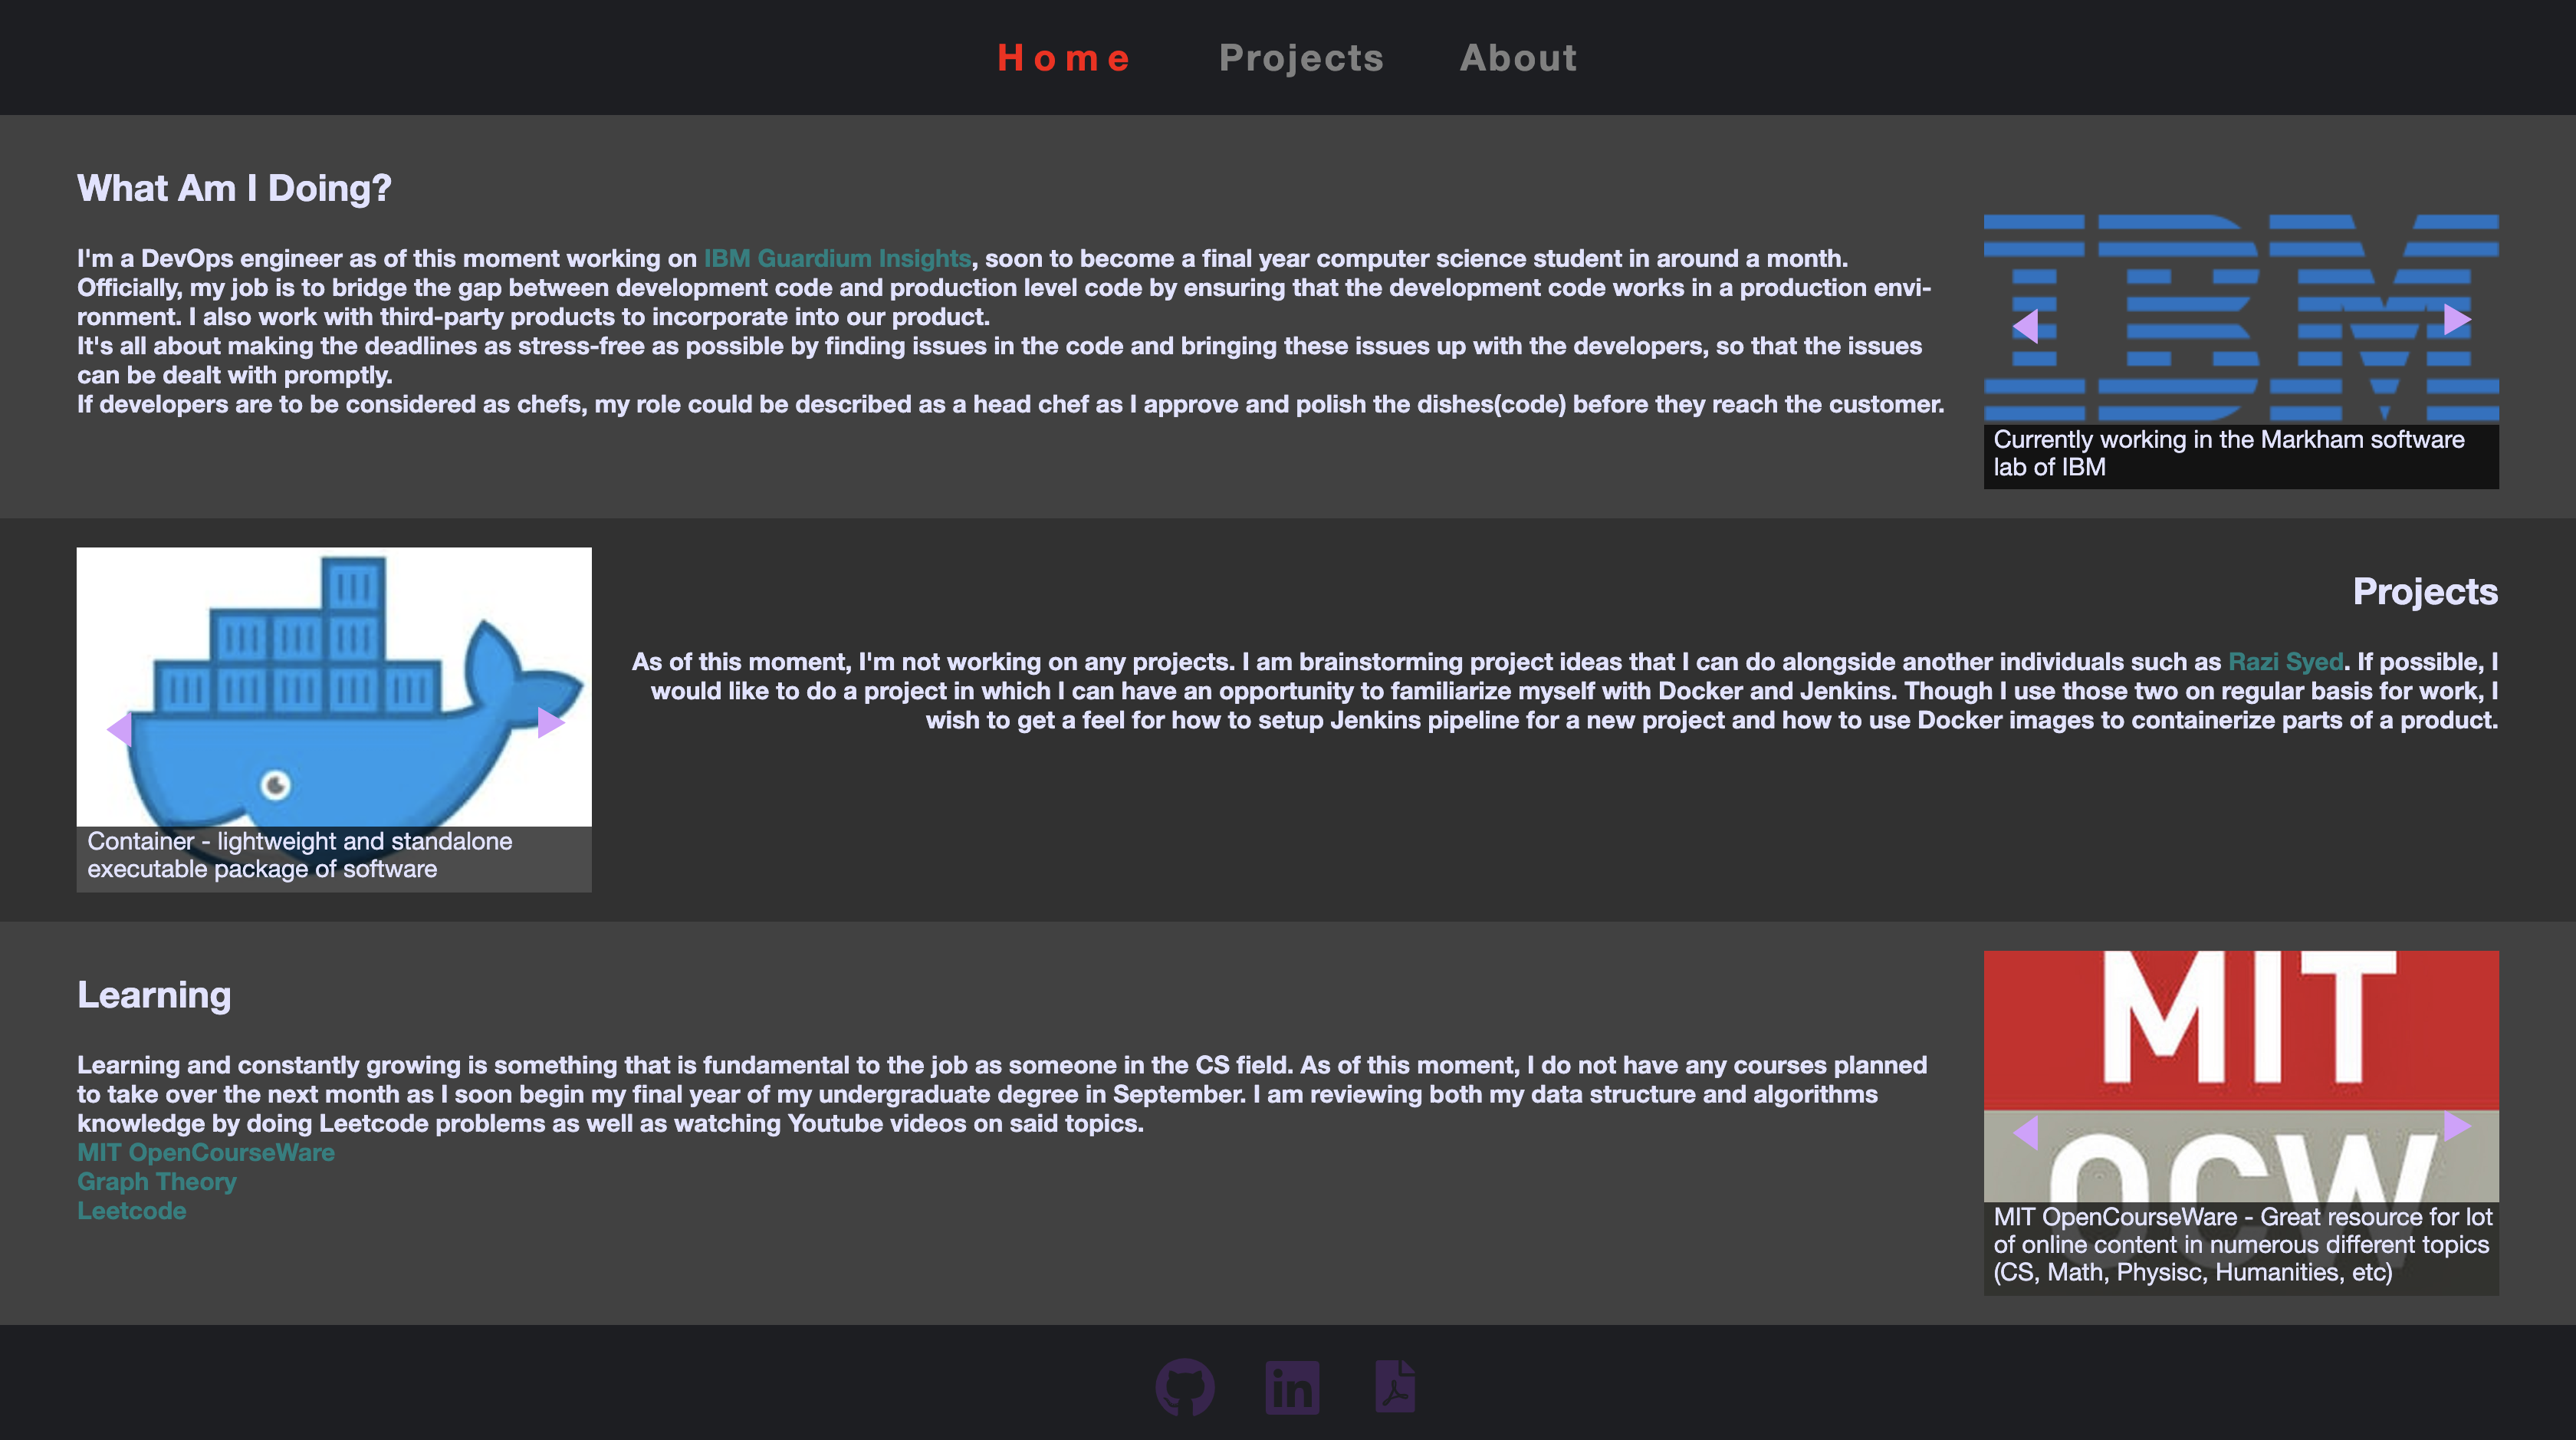 Home Projects About
What Am I Doing?
I'm a DevOps engineer as of this moment working on IBM Guardium Insights, soon to become a final year computer science student in around a month.
Officially, my job is to bridge the gap between development code and production level code by ensuring that the development code works in a production envi-
ronment. I also work with third-party products to incorporate into our product.
It's all about making the deadlines as stress-free as possible by finding issues in the code and bringing these issues up with the developers, so that the issues
can be dealt with promptly.
If developers are to be considered as chefs, my role could be described as a head chef as I approve and polish the dishes(code) before they reach the customer.
IBM
Currently working in the Markham software
lab of IBM
Projects
As of this moment, I'm not working on any projects. I am brainstorming project ideas that I can do alongside another individuals such as Razi Syed. If possible, I
would like to do a project in which I can have an opportunity to familiarize myself with Docker and Jenkins. Though I use those two on regular basis for work, I
wish to get a feel for how to setup Jenkins pipeline for a new project and how to use Docker images to containerize parts of a product.
Container - lightweight and standalone
executable package of software
Learning
Learning and constantly growing is something that is fundamental to the job as someone in the CS field. As of this moment, I do not have any courses planned
to take over the next month as I soon begin my final year of my undergraduate degree in September. I am reviewing both my data structure and algorithms
knowledge by doing Leetcode problems as well as watching Youtube videos on said topics.
MIT OpenCourseWare
Graph Theory
Leetcode
MIT
OCW
MIT OpenCourseWare - Great resource for lot
of online content in numerous different topics
(CS, Math, Physisc, Humanities, etc)
in